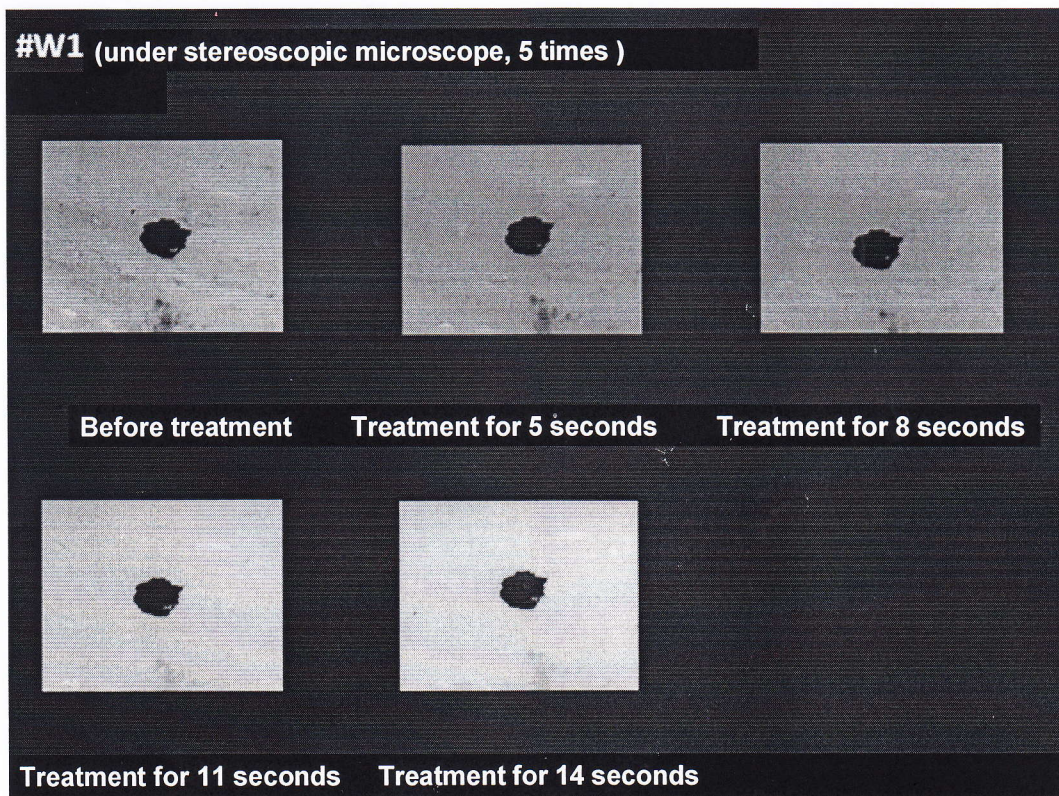 #W1 (under stereoscopic microscope, 5 times )
Before treatment Treatment for 5 seconds Treatment for 8 seconds
Treatment for 11 seconds Treatment for 14 seconds